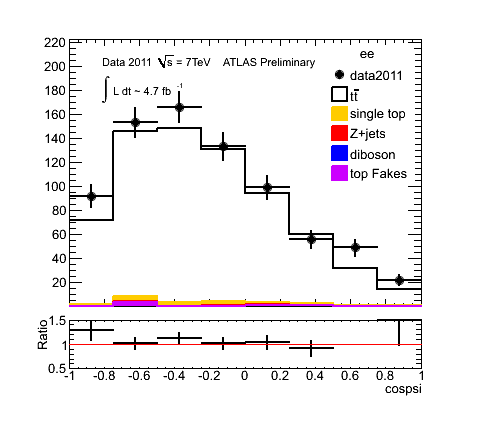 220
200
180
160
140
120
100
80
60
40
20
Data 2011 √s = 7TeV ATLAS Preliminary
∫ L dt ~ 4.7 fb -1
ee
data2011
tt̄
single top
Z+jets
diboson
top Fakes
Ratio
1.5
1
0.5
-1 -0.8 -0.6 -0.4 -0.2 0 0.2 0.4 0.6 0.8 1
cospsi